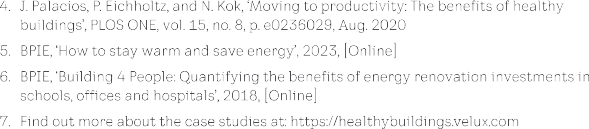 4. J. Palacios, P. Eichholtz, and N. Kok, ‘Moving to productivity: The benefits of healthy
buildings’, PLOS ONE, vol. 15, no. 8, p. e0236029, Aug. 2020
5. BPIE, ‘How to stay warm and save energy’, 2023, [Online]
6. BPIE, ‘Building 4 People: Quantifying the benefits of energy renovation investments in
schools, offices and hospitals’, 2018, [Online]
7. Find out more about the case studies at: https://healthybuildings.velux.com